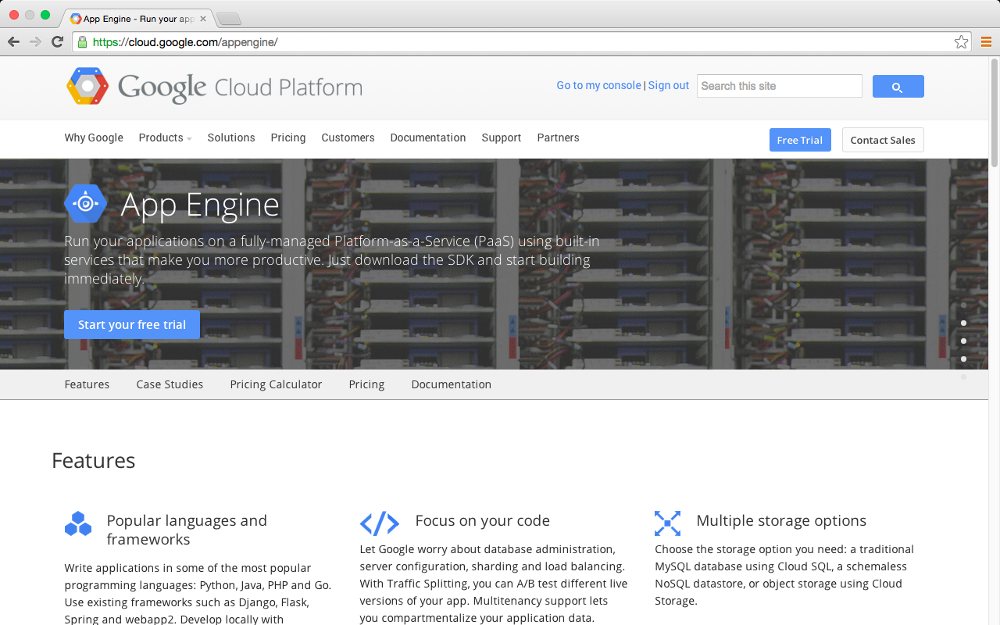 App Engine - Run your app
https://cloud.google.com/appengine/
Google Cloud Platform
Go to my console | Sign out
Search this site
Why Google Products Solutions Pricing Customers Documentation Support Partners
Free Trial
Contact Sales
App Engine
Run your applications on a fully-managed Platform-as-a-Service (PaaS) using built-in
services that make you more productive. Just download the SDK and start building
immediately.
Start your free trial
Features Case Studies Pricing Calculator Pricing Documentation
Features
Popular languages and
frameworks
Write applications in some of the most popular
programming languages: Python, Java, PHP and Go.
Use existing frameworks such as Django, Flask,
Spring and webapp2. Develop locally with
Focus on your code
Let Google worry about database administration,
server configuration, sharding and load balancing.
With Traffic Splitting, you can A/B test different live
versions of your app. Multitenancy support lets
you compartmentalize your application data.
Multiple storage options
Choose the storage option you need: a traditional
MySQL database using Cloud SQL, a schemaless
NoSQL datastore, or object storage using Cloud
Storage.